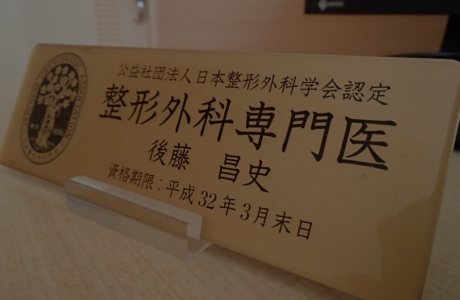 公益社団法人日本整形外科学会認定
整形外科専門医
後藤 昌史
資格期限:平成32年3月末日